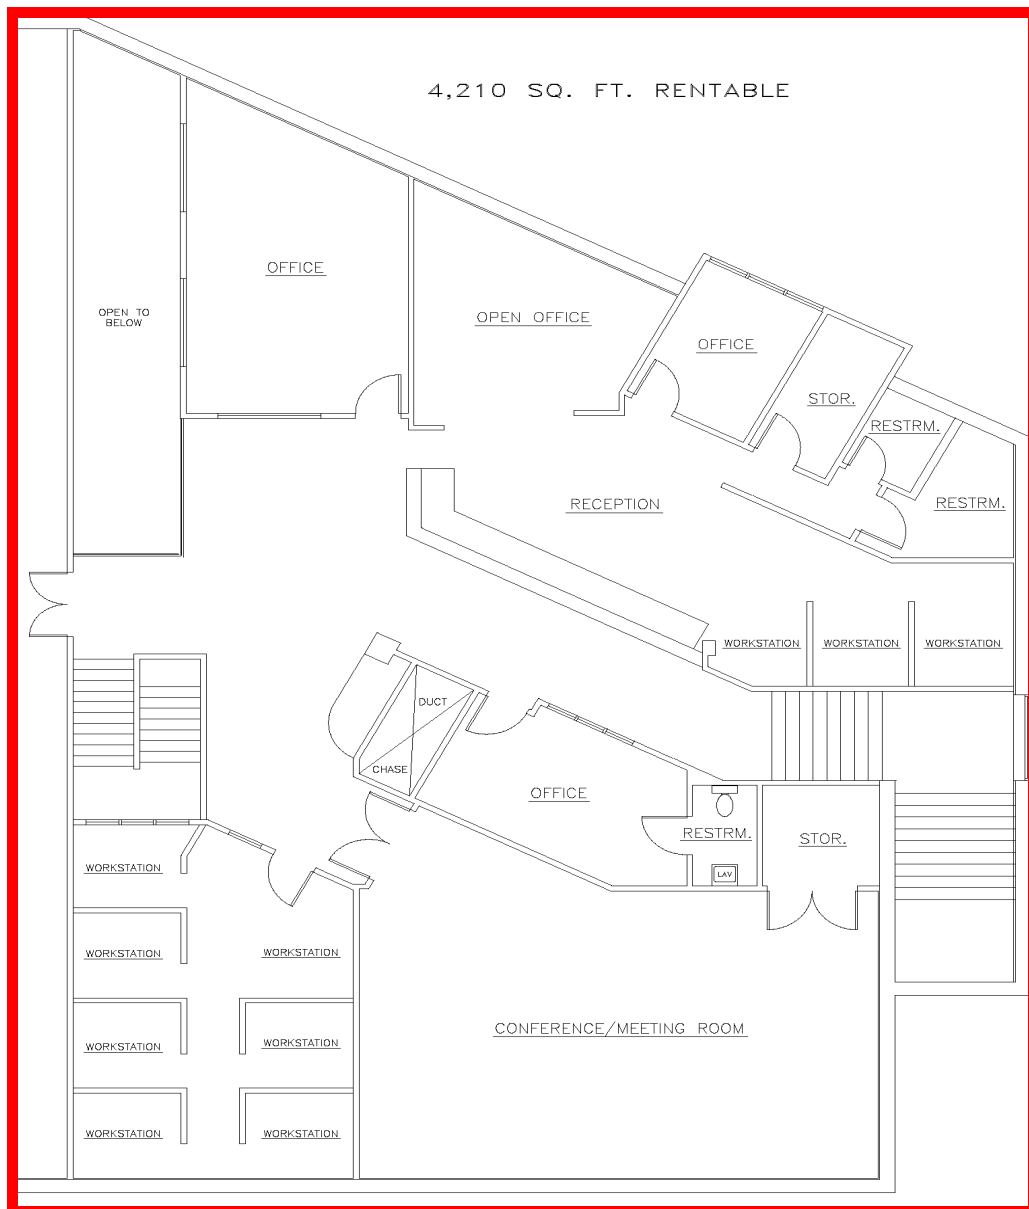 4,210 SQ. FT. RENTABLE
OFFICE
OPEN TO
BELOW
OPEN OFFICE
OFFICE
STOR.
RESTRM.
RESTRM.
RECEPTION
WORKSTATION
WORKSTATION
WORKSTATION
DUCT
CHASE
OFFICE
RESTRM.
STOR.
LAV
WORKSTATION
WORKSTATION
WORKSTATION
WORKSTATION
WORKSTATION
CONFERENCE/MEETING ROOM
WORKSTATION
WORKSTATION